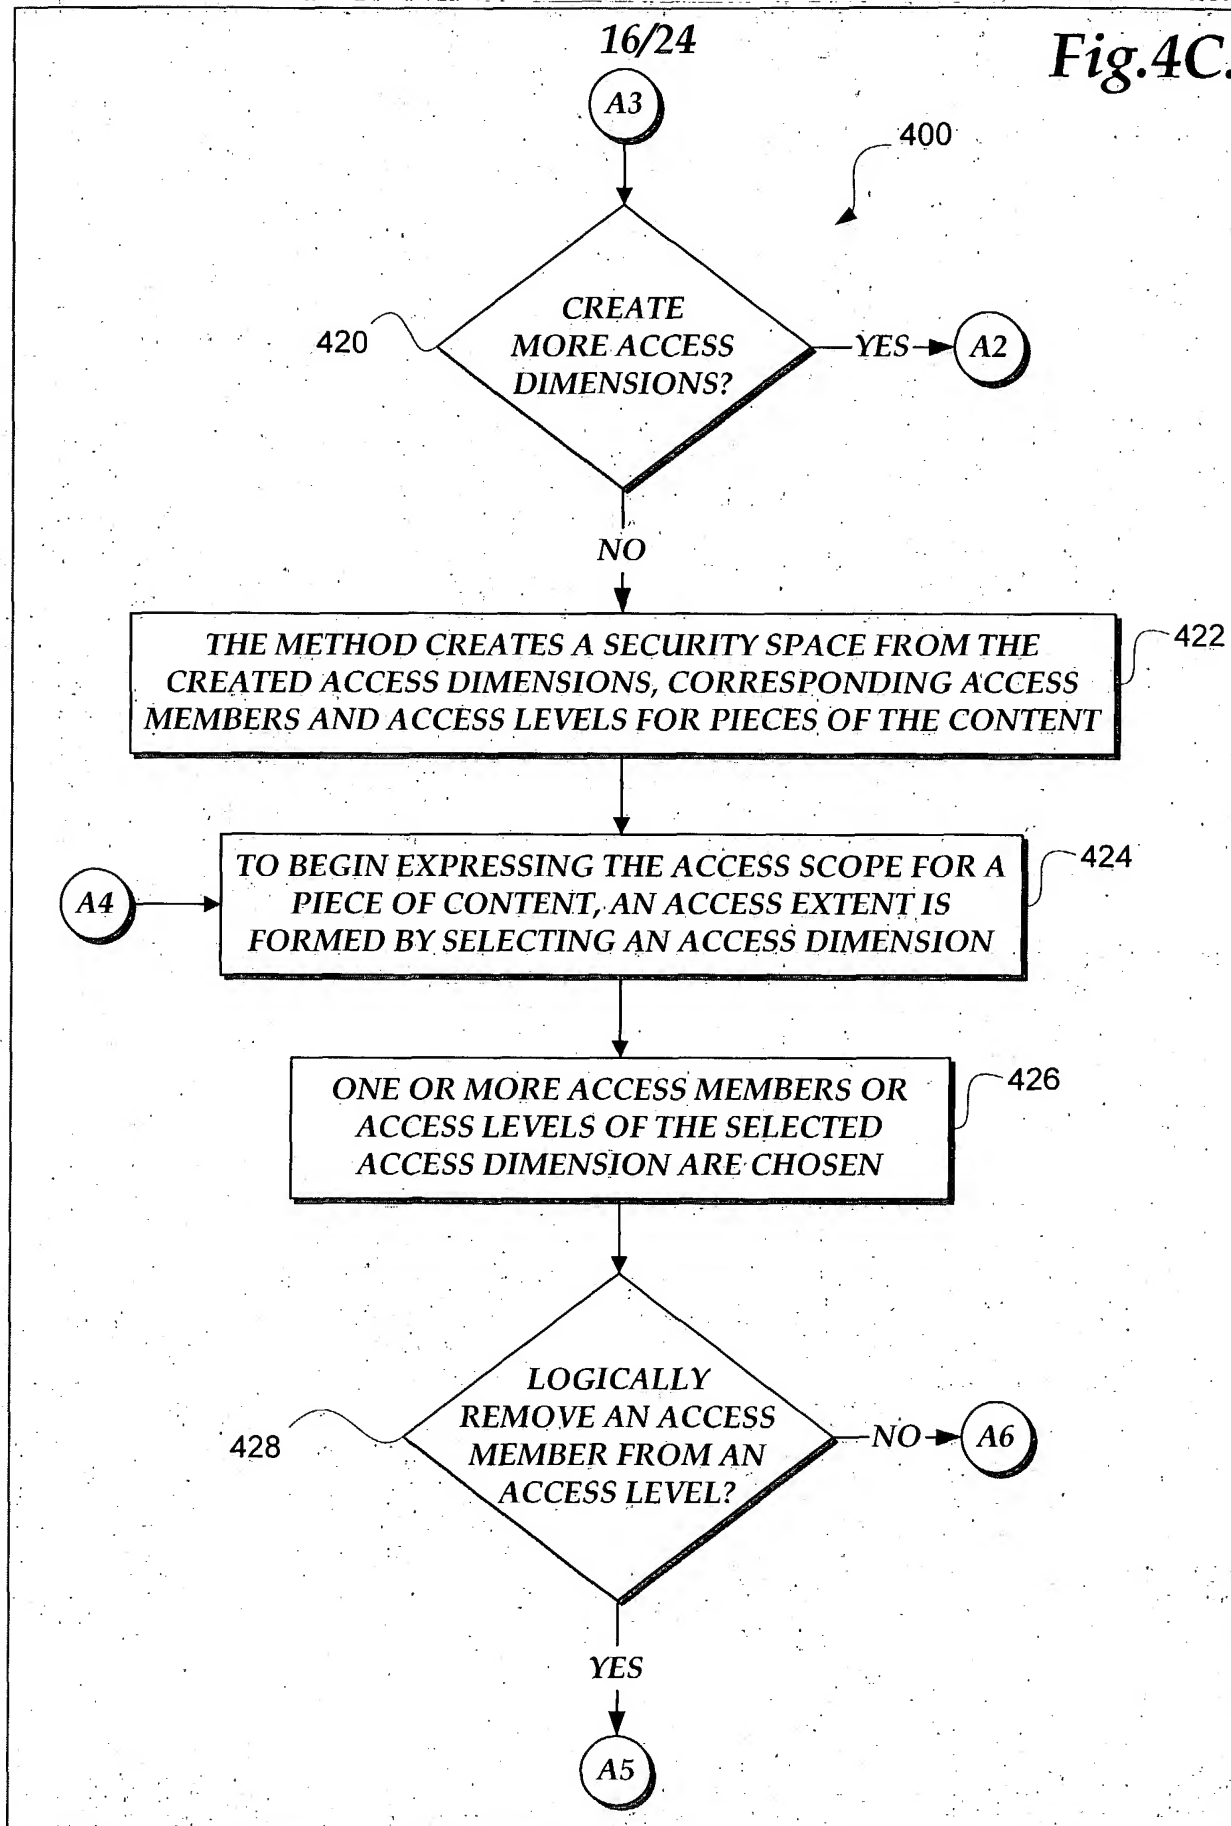 16/24
Fig.4C.
A3
400
CREATE
MORE ACCESS
DIMENSIONS?
420
YES
A2
NO
THE METHOD CREATES A SECURITY SPACE FROM THE
CREATED ACCESS DIMENSIONS, CORRESPONDING ACCESS
MEMBERS AND ACCESS LEVELS FOR PIECES OF THE CONTENT
422
TO BEGIN EXPRESSING THE ACCESS SCOPE FOR A
PIECE OF CONTENT, AN ACCESS EXTENT IS
FORMED BY SELECTING AN ACCESS DIMENSION
424
A4
ONE OR MORE ACCESS MEMBERS OR
ACCESS LEVELS OF THE SELECTED
ACCESS DIMENSION ARE CHOSEN
426
LOGICALLY
REMOVE AN ACCESS
MEMBER FROM AN
ACCESS LEVEL?
428
NO
A6
YES
A5